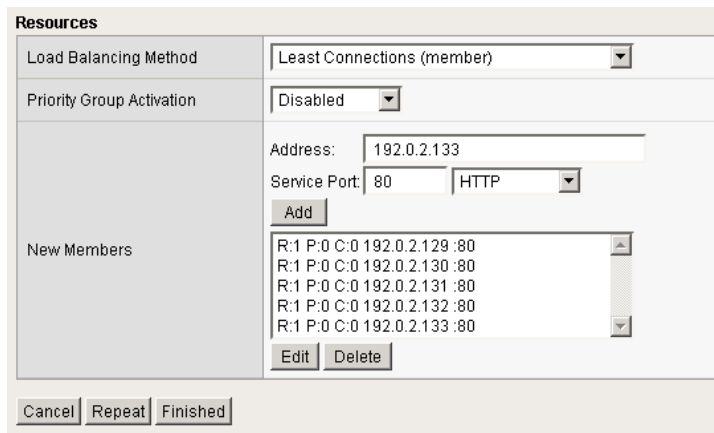 Resources
Load Balancing Method
Least Connections (member)
Priority Group Activation
Disabled
New Members
Address: 192.0.2.133
Service Port: 80 HTTP
Add
R:1 P:0 C:0 192.0.2.129 :80
R:1 P:0 C:0 192.0.2.130 :80
R:1 P:0 C:0 192.0.2.131 :80
R:1 P:0 C:0 192.0.2.132 :80
R:1 P:0 C:0 192.0.2.133 :80
Edit Delete
Cancel Repeat Finished